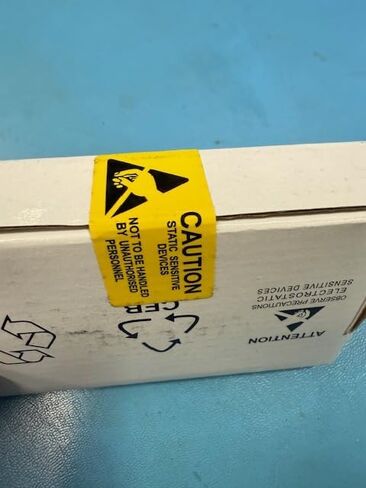 CAUTION
STATIC SENSITIVE
DEVICES
NOT TO BE HANDLED
BY UNAUTHORISED
PERSONNEL
ATTENTION
OBSERVE PRECAUTIONS
ELECTROSTATIC
SENSITIVE DEVICES